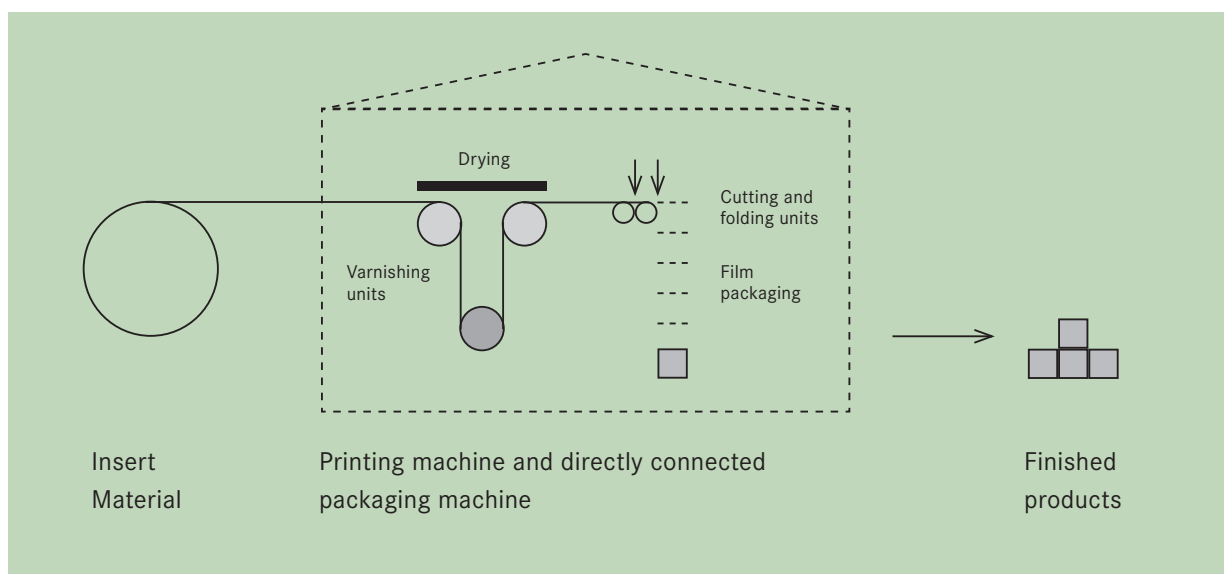 Drying
Cutting and
folding units
Varnishing
units
Film
packaging
Insert
Material
Printing machine and directly connected
packaging machine
Finished
products